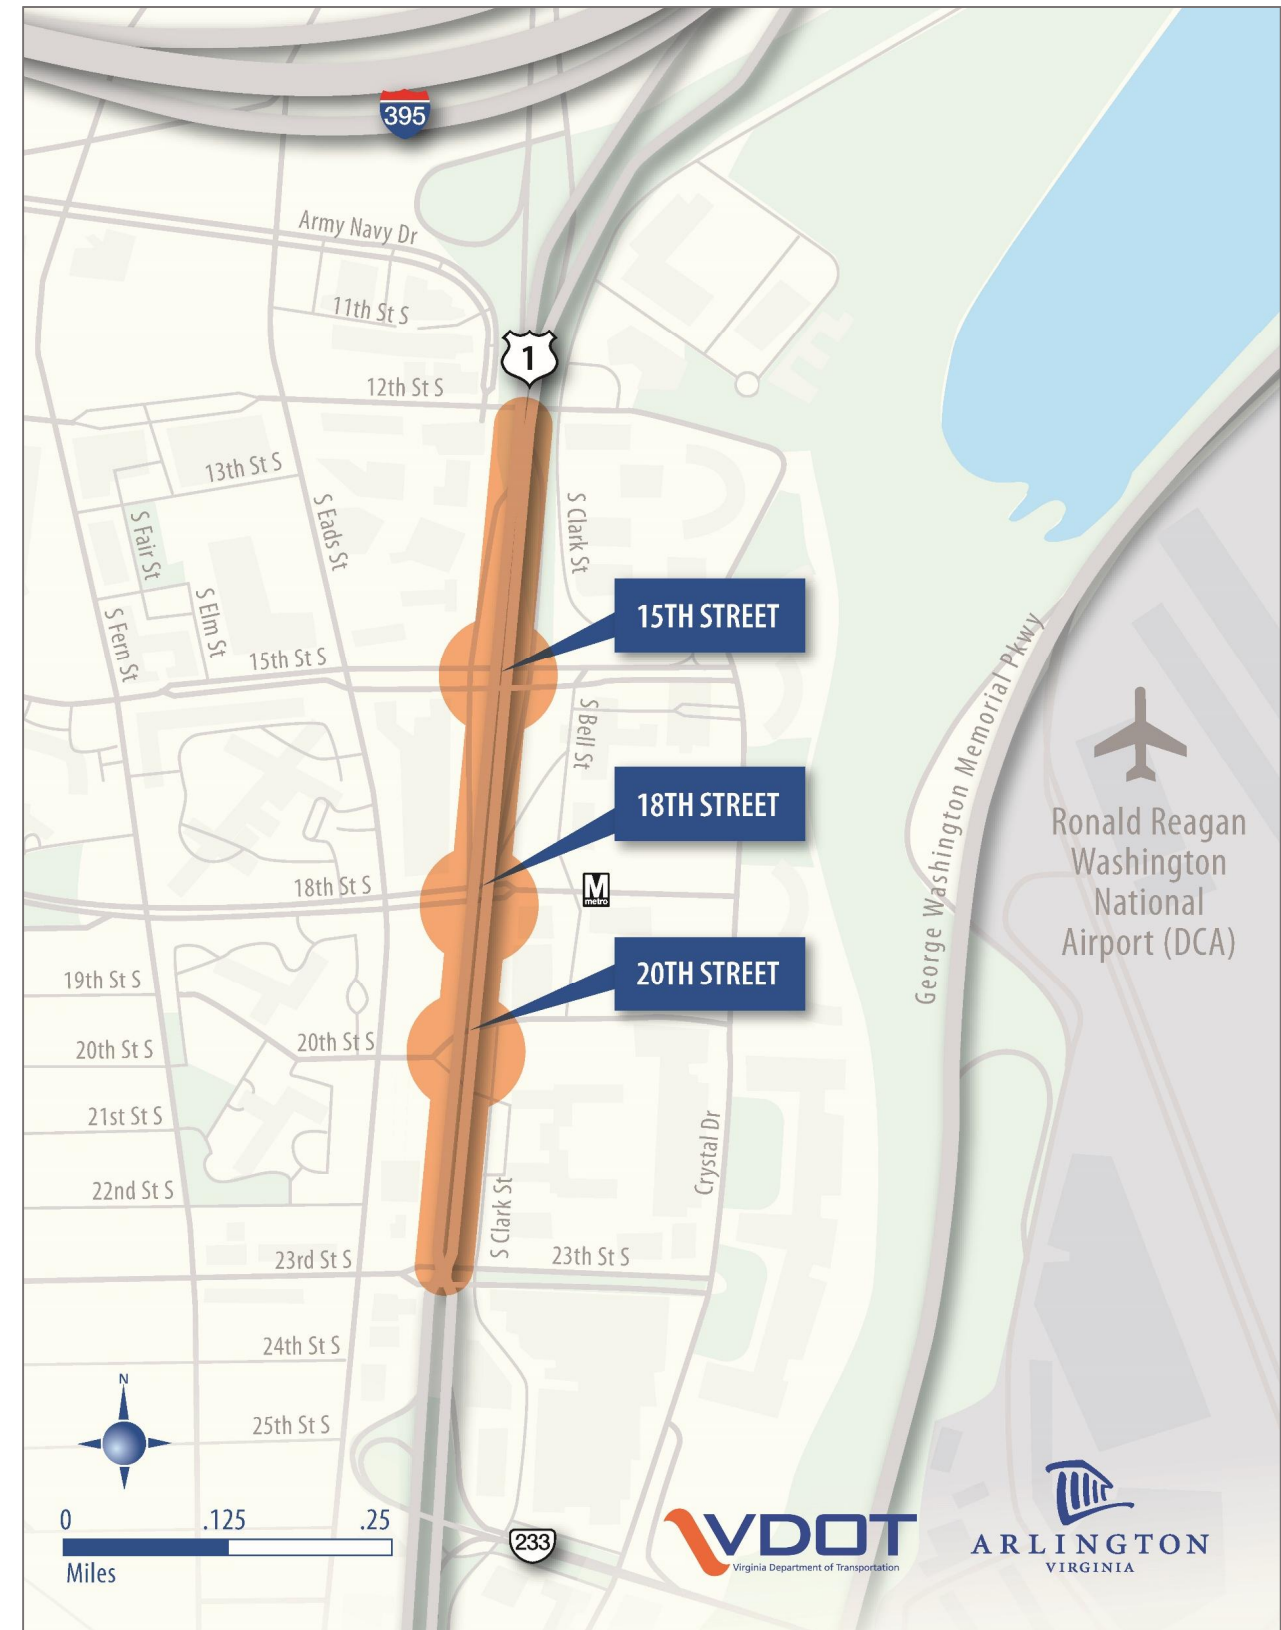 395
Army Navy Dr
11th St S
1
12th St S
13th St S
S Eads St
S Clark St
S Fair St
S Elm St
S Fern St
15TH STREET
15th St S
George Washington Memorial Pkwy
S Bell St
18TH STREET
Ronald Reagan
Washington
National
Airport (DCA)
18th St S
M
metro
20TH STREET
19th St S
20th St S
20th St S
21st St S
Crystal Dr
22nd St S
S Clark St
23rd St S
23th St S
24th St S
N
25th St S
0 .125 .25
Miles
233
VDOT
Virginia Department of Transportation
ARLINGTON
VIRGINIA